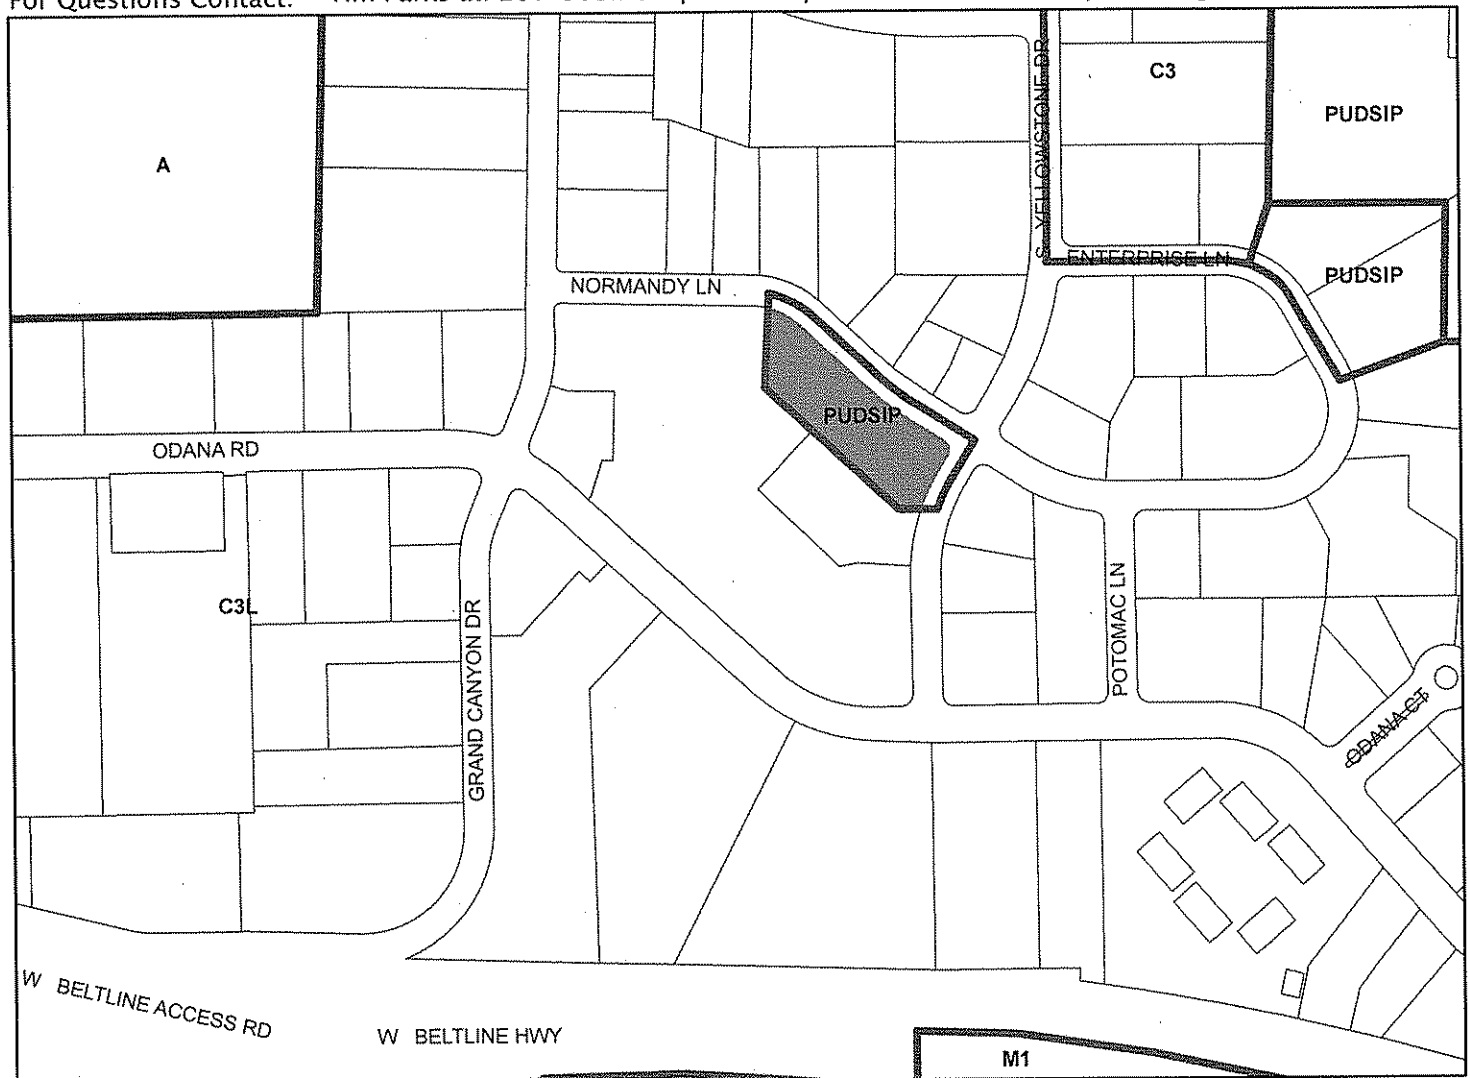 For Questions Contact:
C3
PUDSIP
A
S YELLOWSTONE DR
ENTERPRISE LN
PUDSIP
NORMANDY LN
PUDSIP
ODANA RD
C3L
GRAND CANYON DR
POTOMAC LN
ODANA CT
W BELTLINE ACCESS RD
W BELTLINE HWY
M1